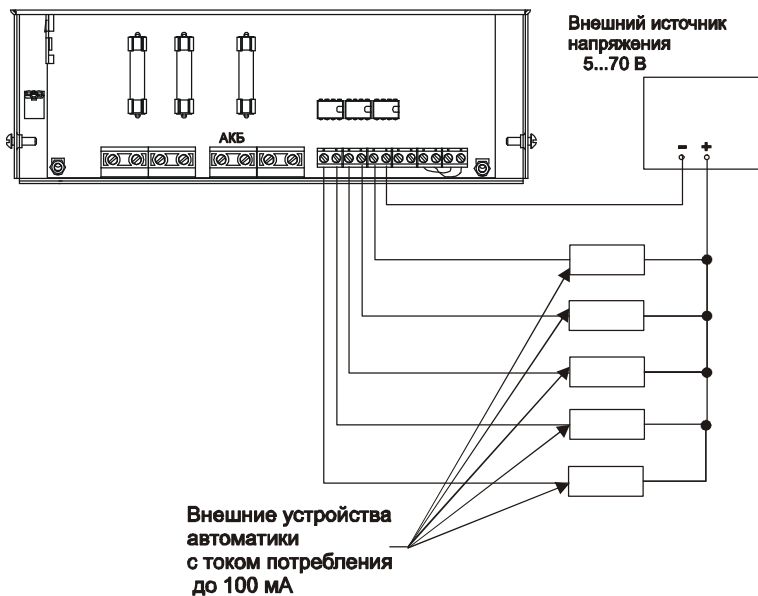 Внешний источник
напряжения
5...70 В
АКБ
- +
Внешние устройства
автоматики
с током потребления
до 100 мА